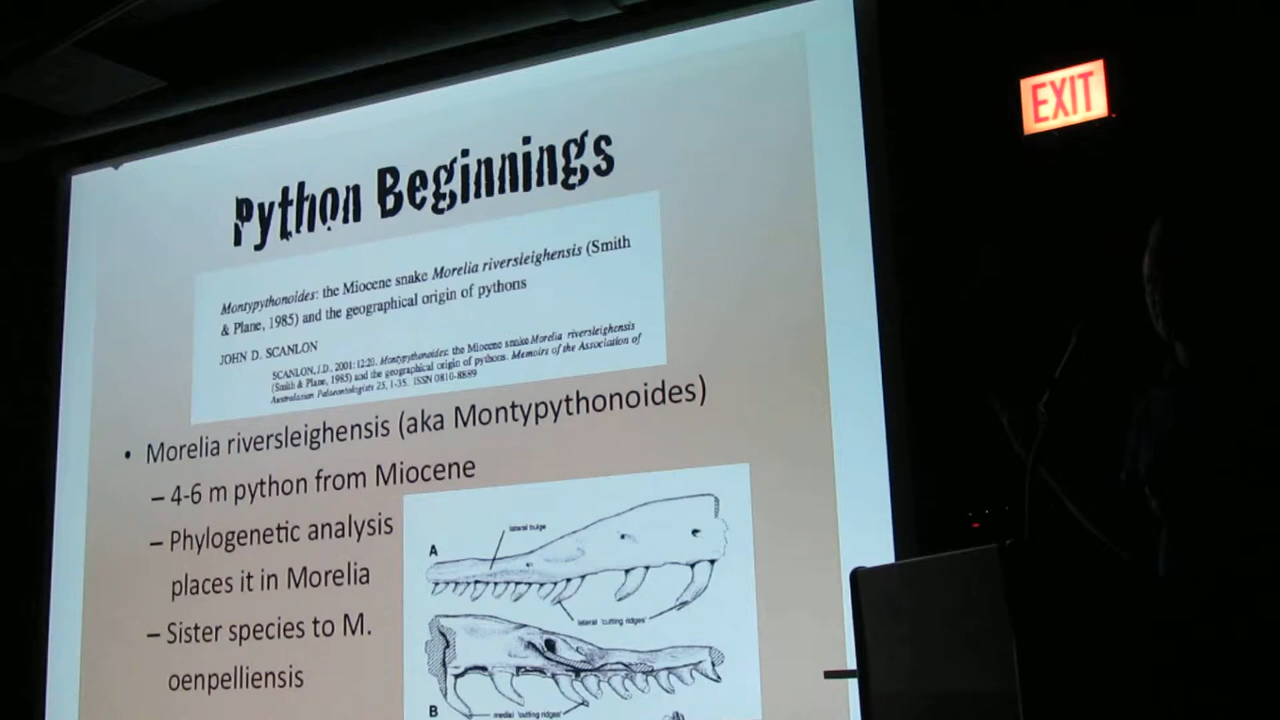 EXIT
Python Beginnings
Montypythonoides: the Miocene snake Morelia riversleighensis (Smith
& Plane, 1985) and the geographical origin of pythons
JOHN D. SCANLON
SCANLON, J.D., 2001:12:20. Montypythonoides: the Miocene snake Morelia riversleighensis
(Smith & Plane, 1985) and the geographical origin of pythons. Memoirs of the Association of
Australasian Palaeontologists 25, 1-35. ISSN 0810-8889
• Morelia riversleighensis (aka Montypythonoides)
– 4-6 m python from Miocene
– Phylogenetic analysis
places it in Morelia
– Sister species to M.
oenpelliensis
lateral bulge
A
lateral 'cutting ridges'
B
medial 'cutting ridges'